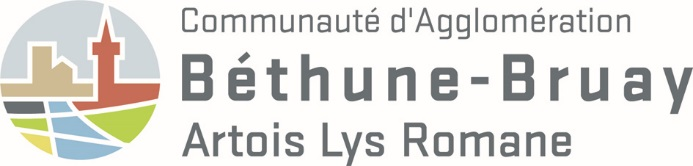 Communauté d'Agglomération
Béthune-Bruay
Artois Lys Romane